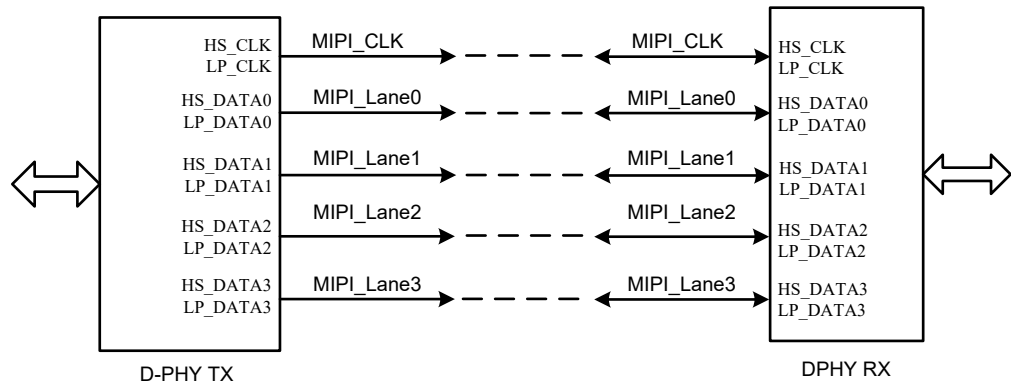 HS_CLK
LP_CLK
MIPI_CLK
MIPI_CLK
HS_CLK
LP_CLK
HS_DATA0
LP_DATA0
MIPI_Lane0
MIPI_Lane0
HS_DATA0
LP_DATA0
HS_DATA1
LP_DATA1
MIPI_Lane1
MIPI_Lane1
HS_DATA1
LP_DATA1
HS_DATA2
LP_DATA2
MIPI_Lane2
MIPI_Lane2
HS_DATA2
LP_DATA2
HS_DATA3
LP_DATA3
MIPI_Lane3
MIPI_Lane3
HS_DATA3
LP_DATA3
D-PHY TX
DPHY RX